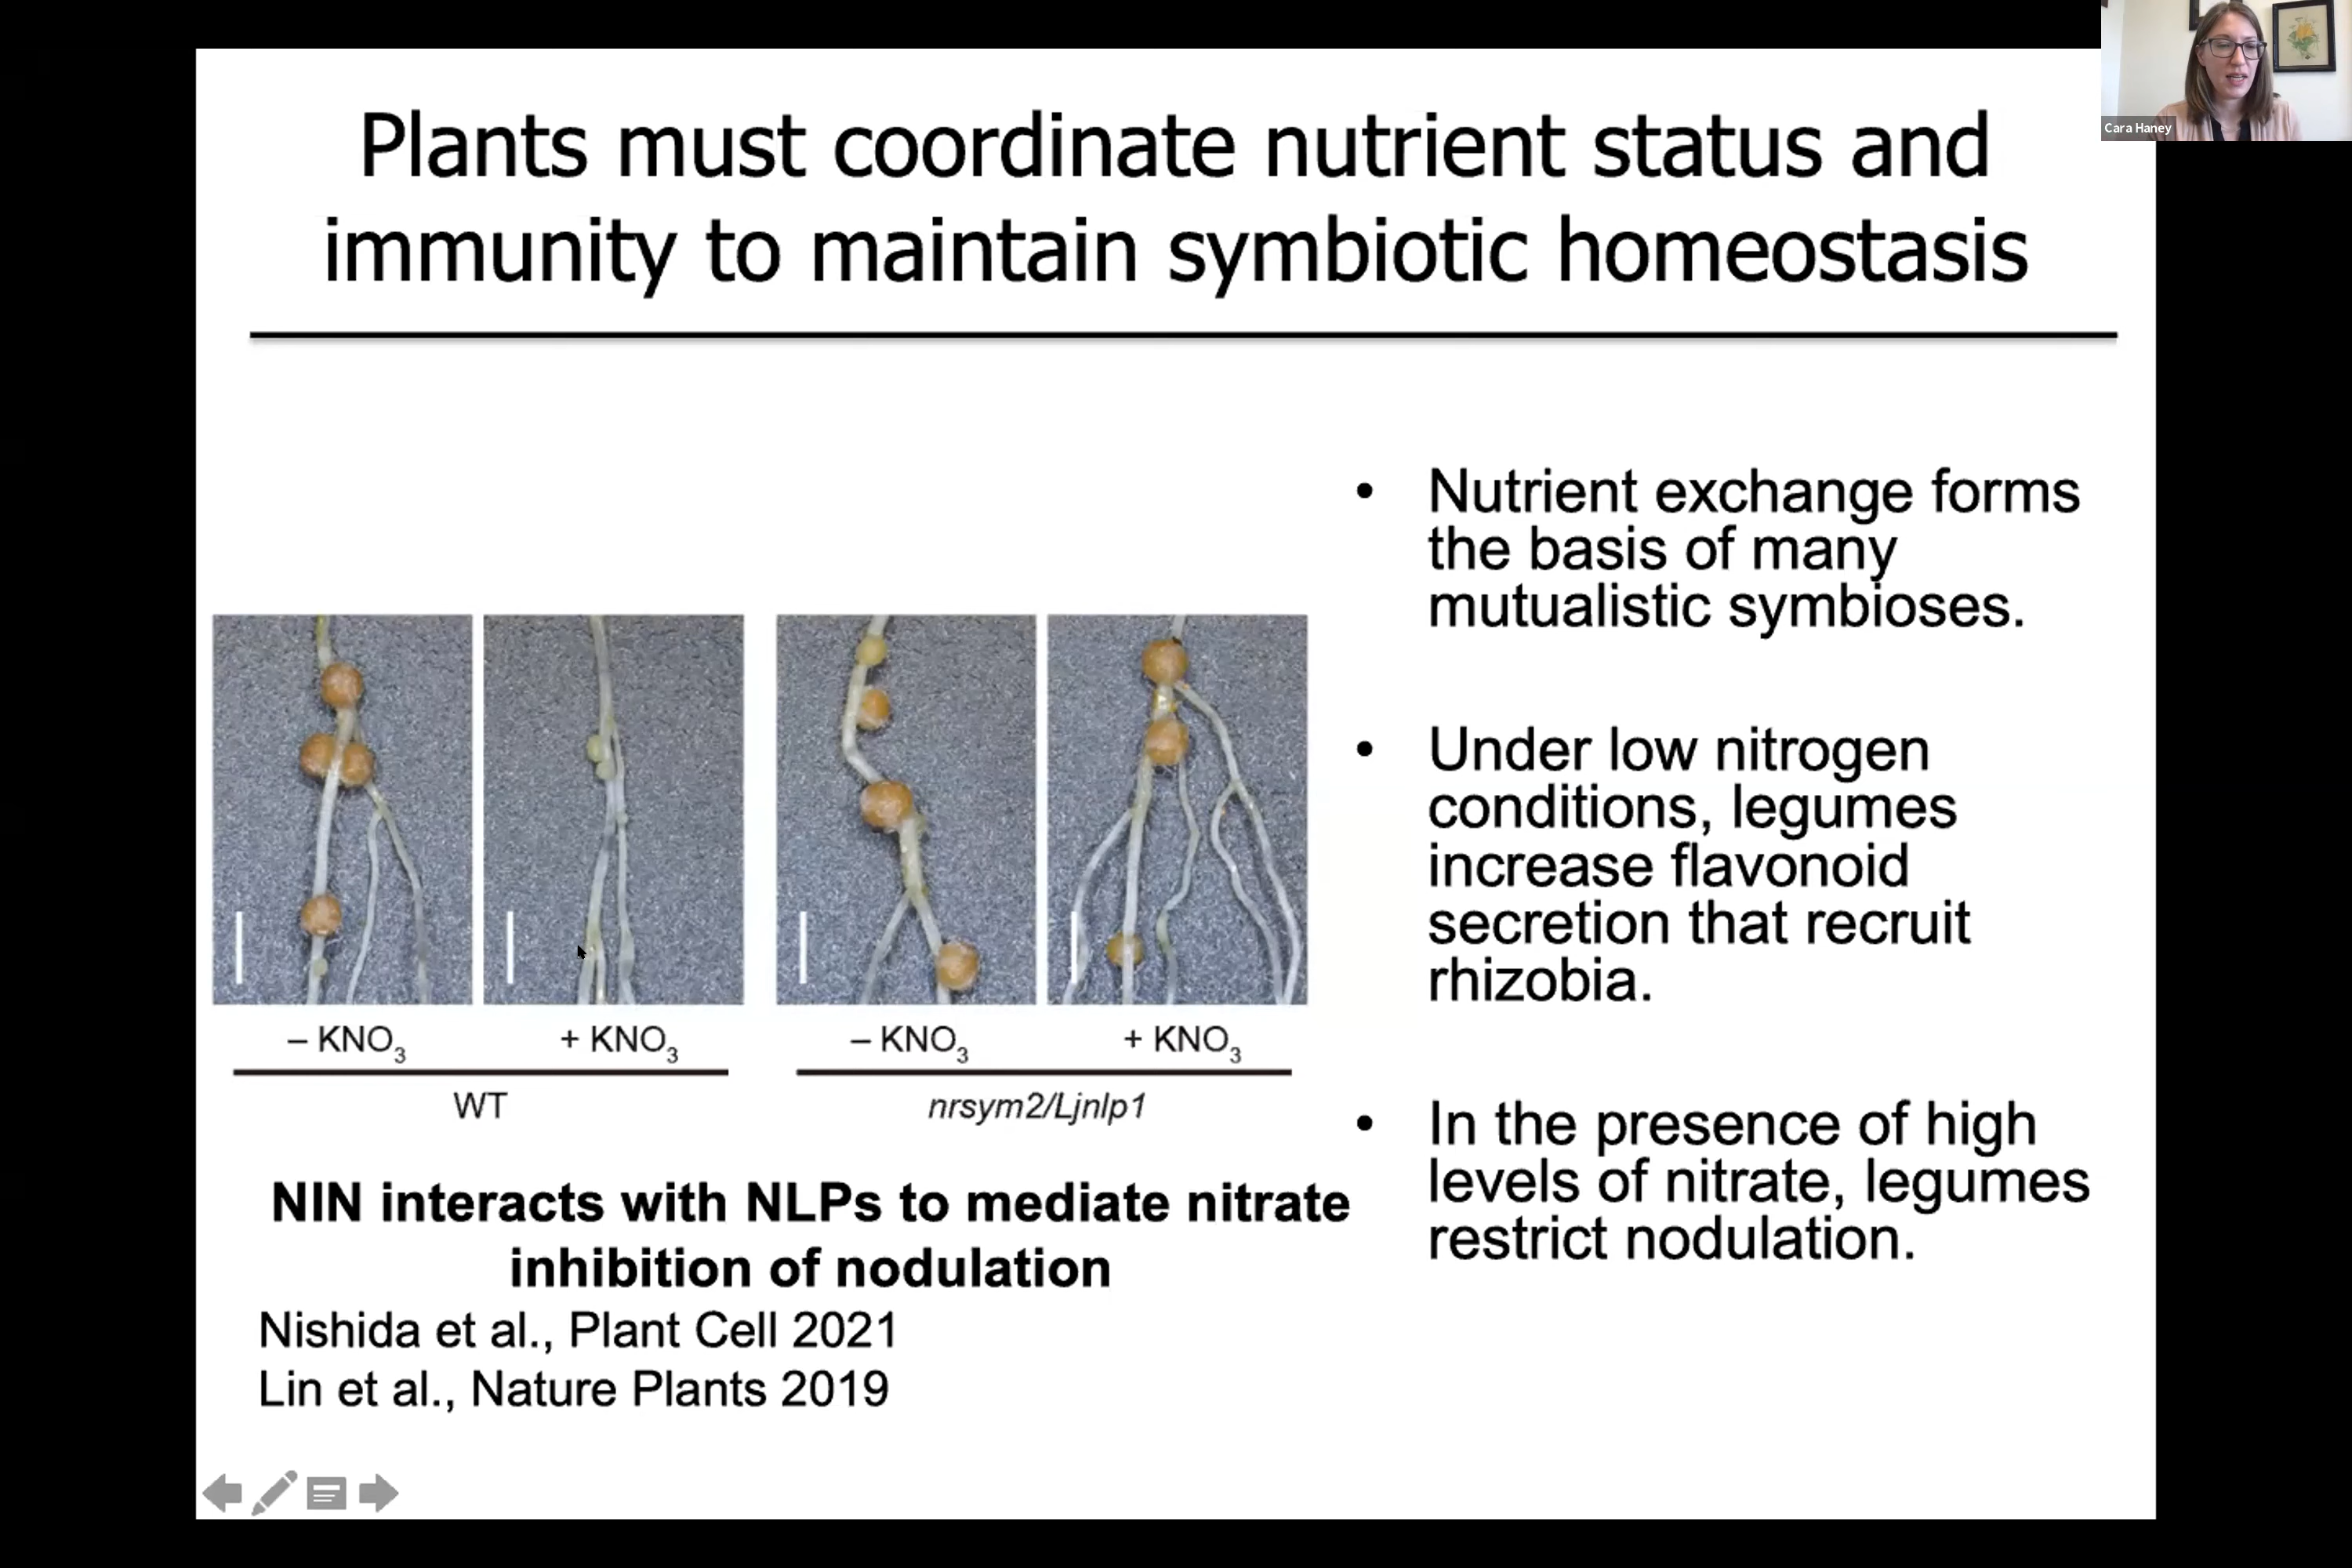 Plants must coordinate nutrient status and
immunity to maintain symbiotic homeostasis
Cara Haney
– KNO₃
+ KNO₃
– KNO₃
+ KNO₃
WT
nrsym2/Ljnlp1
NIN interacts with NLPs to mediate nitrate
inhibition of nodulation
Nishida et al., Plant Cell 2021
Lin et al., Nature Plants 2019
• Nutrient exchange forms
the basis of many
mutualistic symbioses.
• Under low nitrogen
conditions, legumes
increase flavonoid
secretion that recruit
rhizobia.
• In the presence of high
levels of nitrate, legumes
restrict nodulation.